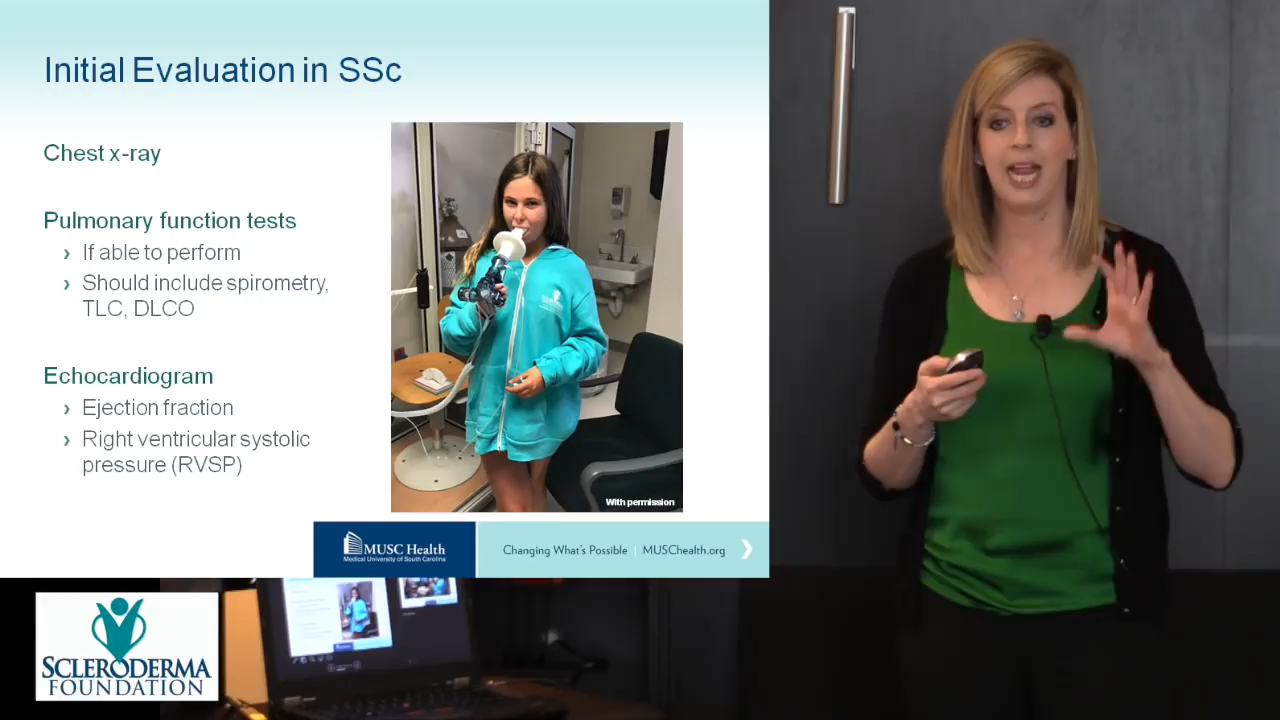 Initial Evaluation in SSc
Chest x-ray
Pulmonary function tests
› If able to perform
› Should include spirometry,
TLC, DLCO
Echocardiogram
› Ejection fraction
› Right ventricular systolic
pressure (RVSP)
With permission
MUSC Health
Medical University of South Carolina
Changing What's Possible | MUSChealth.org
SCLERODERMA
FOUNDATION